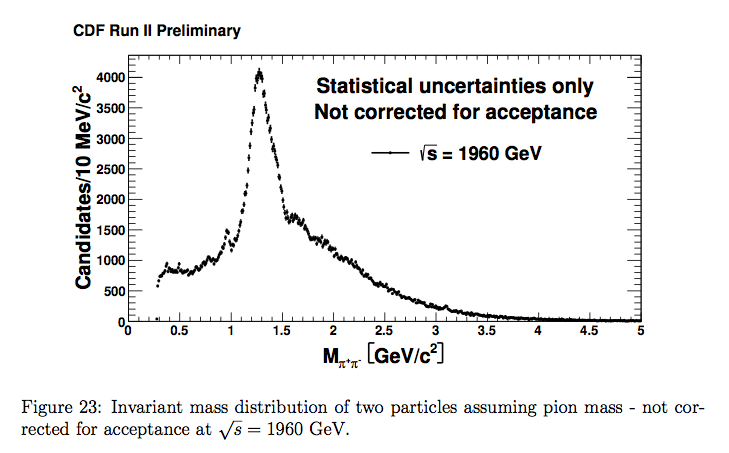 CDF Run II Preliminary
Candidates/10 MeV/c²
4000
3500
3000
2500
2000
1500
1000
500
0
Statistical uncertainties only
Not corrected for acceptance
√s = 1960 GeV
0 0.5 1 1.5 2 2.5 3 3.5 4 4.5 5
M_π⁺π⁻ [GeV/c²]
Figure 23: Invariant mass distribution of two particles assuming pion mass - not cor-
rected for acceptance at √s = 1960 GeV.